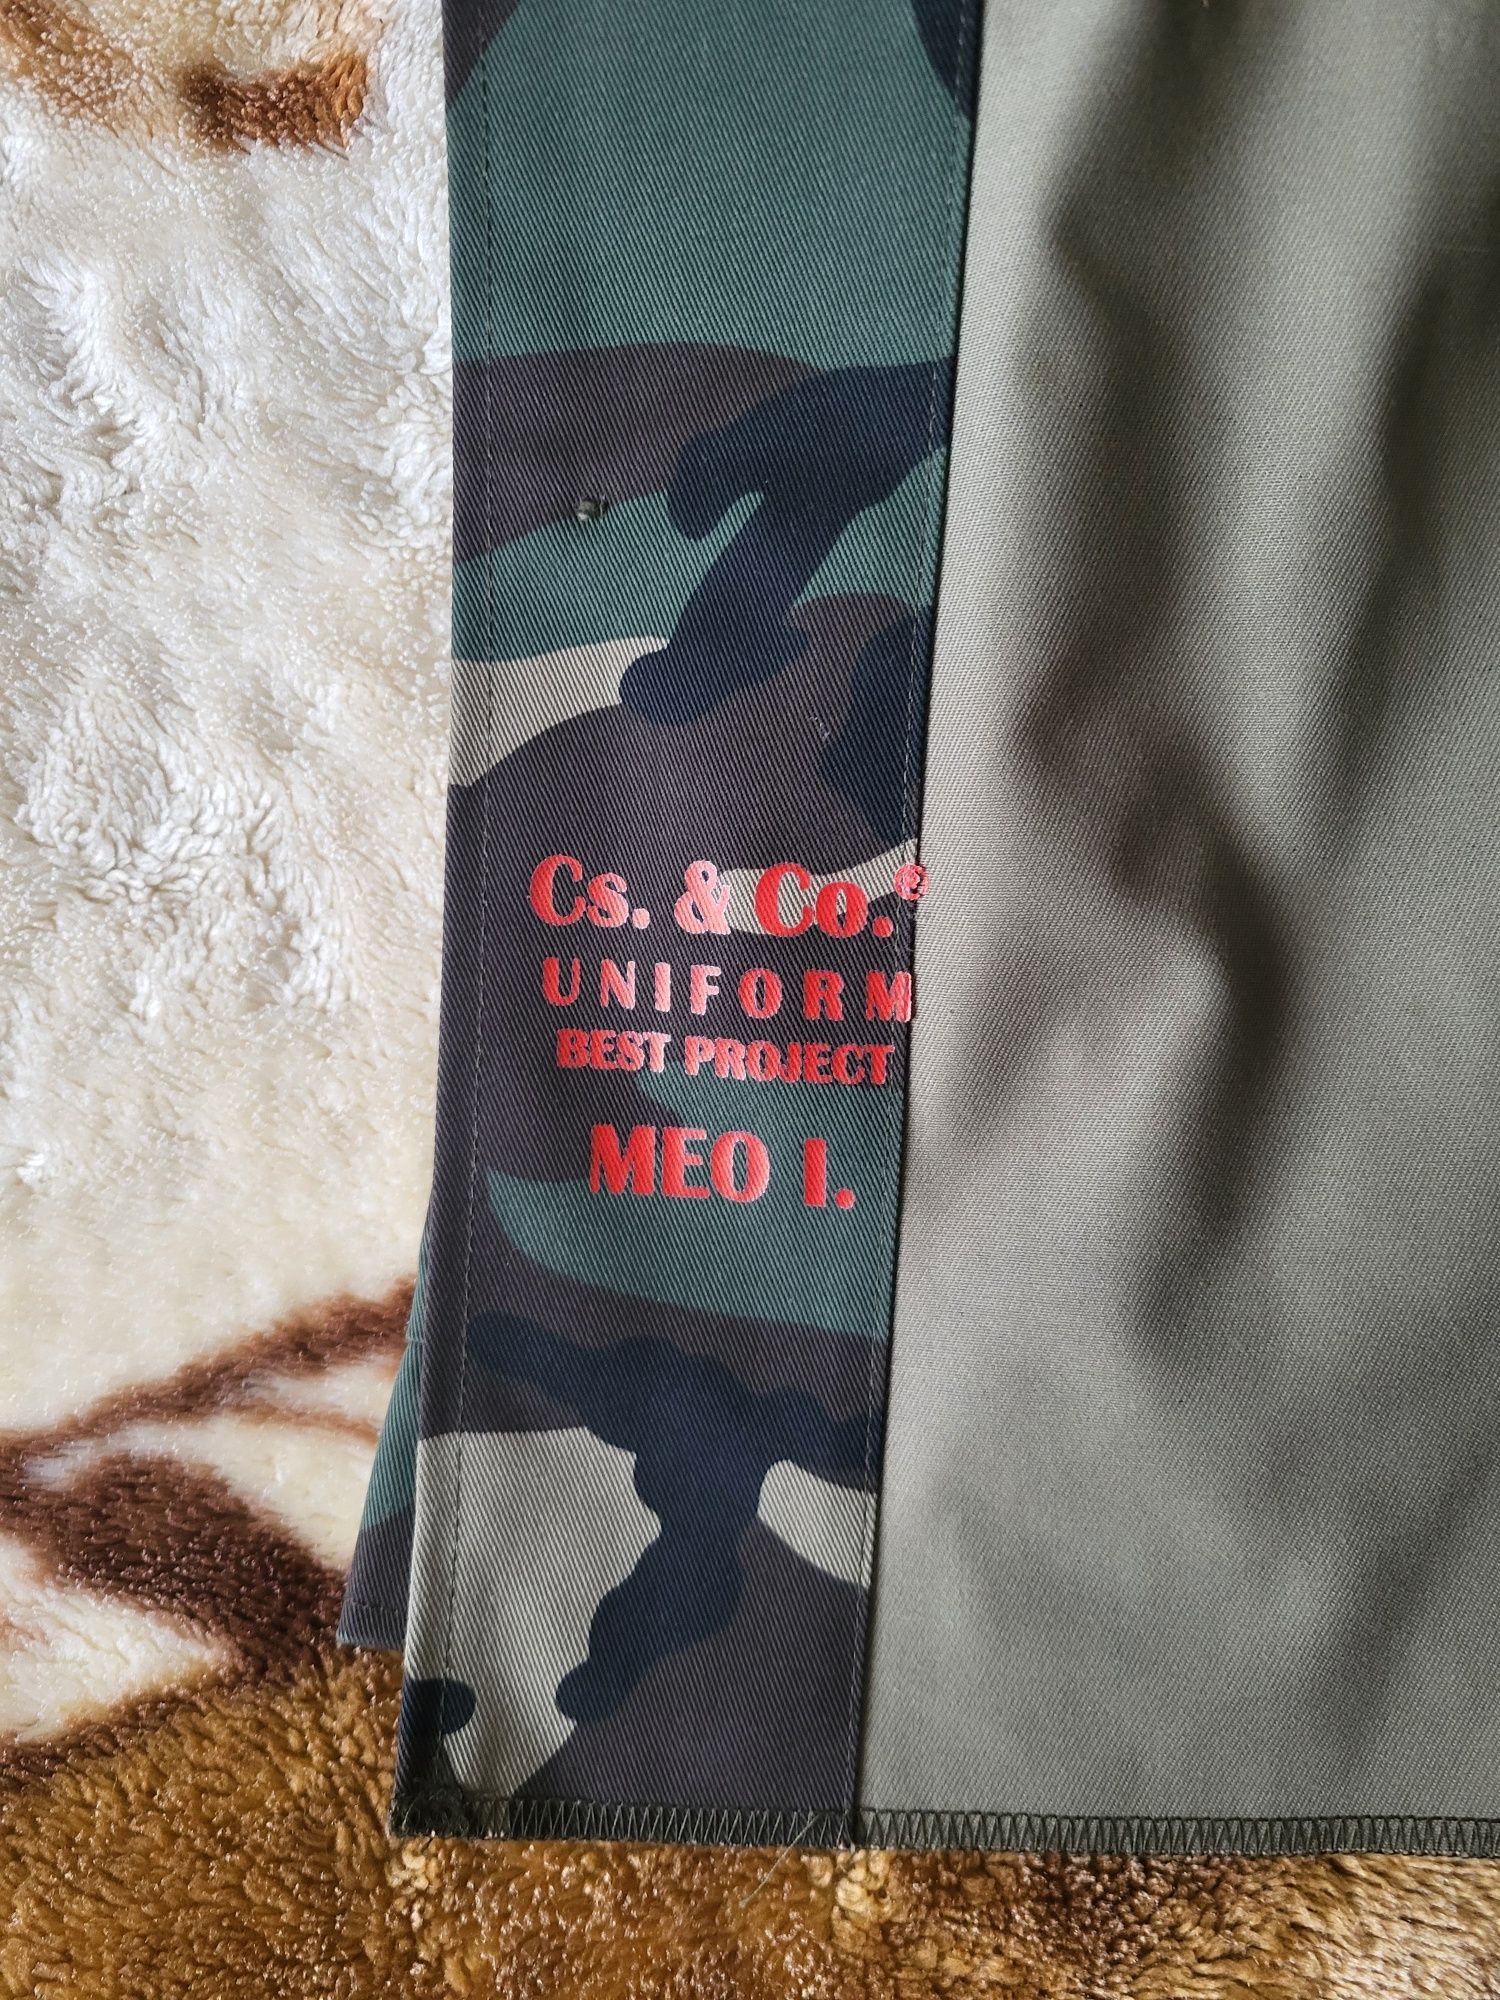 Cs. & Co.®
UNIFORM
BEST PROJECT
MEO I.